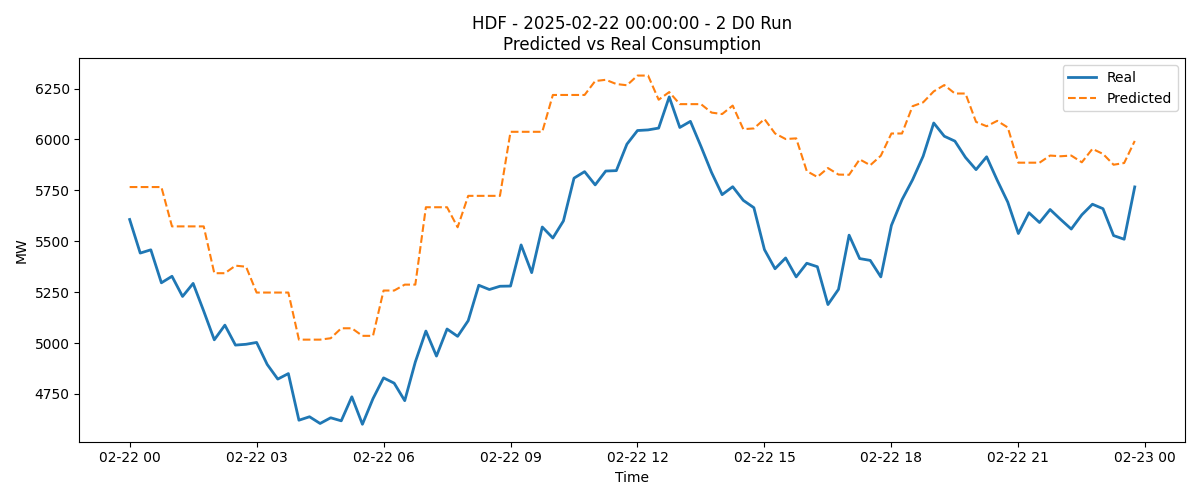 HDF - 2025-02-22 00:00:00 - 2 D0 Run
Predicted vs Real Consumption
Real
Predicted
MW
6250
6000
5750
5500
5250
5000
4750
02-22 00
02-22 03
02-22 06
02-22 09
02-22 12
02-22 15
02-22 18
02-22 21
02-23 00
Time